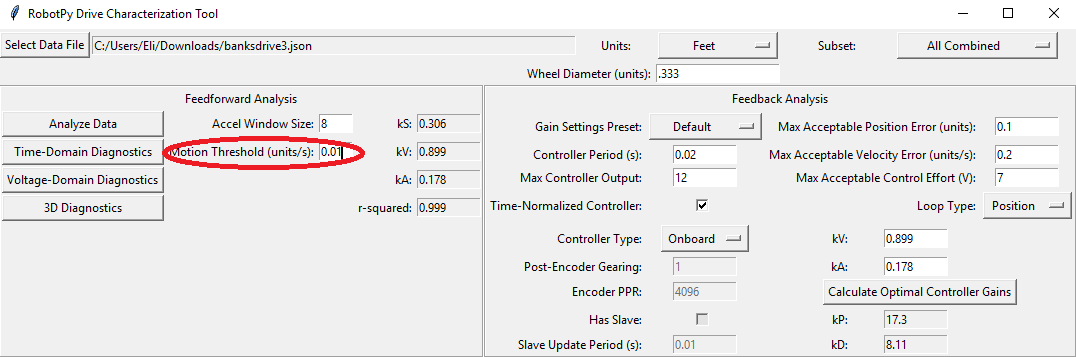 RobotPy Drive Characterization Tool
Select Data File C:/Users/Eli/Downloads/banksdrive3.json Units: Feet Subset: All Combined
Wheel Diameter (units): .333
Feedforward Analysis
Analyze Data Accel Window Size: 8 kS: 0.306
Time-Domain Diagnostics Motion Threshold (units/s): 0.01 kV: 0.899
Voltage-Domain Diagnostics kA: 0.178
3D Diagnostics r-squared: 0.999
Feedback Analysis
Gain Settings Preset: Default Max Acceptable Position Error (units): 0.1
Controller Period (s): 0.02 Max Acceptable Velocity Error (units/s): 0.2
Max Controller Output: 12 Max Acceptable Control Effort (V): 7
Time-Normalized Controller: Loop Type: Position
Controller Type: Onboard kV: 0.899
Post-Encoder Gearing: 1 kA: 0.178
Encoder PPR: 4096 Calculate Optimal Controller Gains
Has Slave: kP: 17.3
Slave Update Period (s): 0.01 kD: 8.11